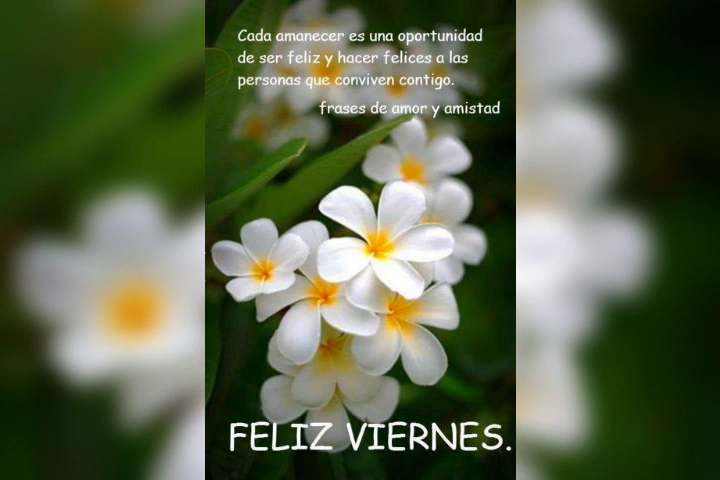 Cada amanecer es una oportunidad
de ser feliz y hacer felices a las
personas que conviven contigo.
frases de amor y amistad
FELIZ VIERNES.